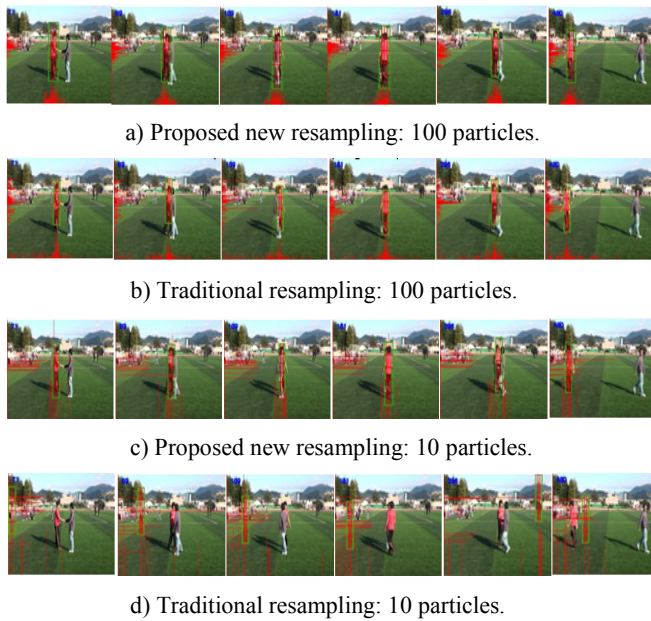 a) Proposed new resampling: 100 particles.
b) Traditional resampling: 100 particles.
c) Proposed new resampling: 10 particles.
d) Traditional resampling: 10 particles.